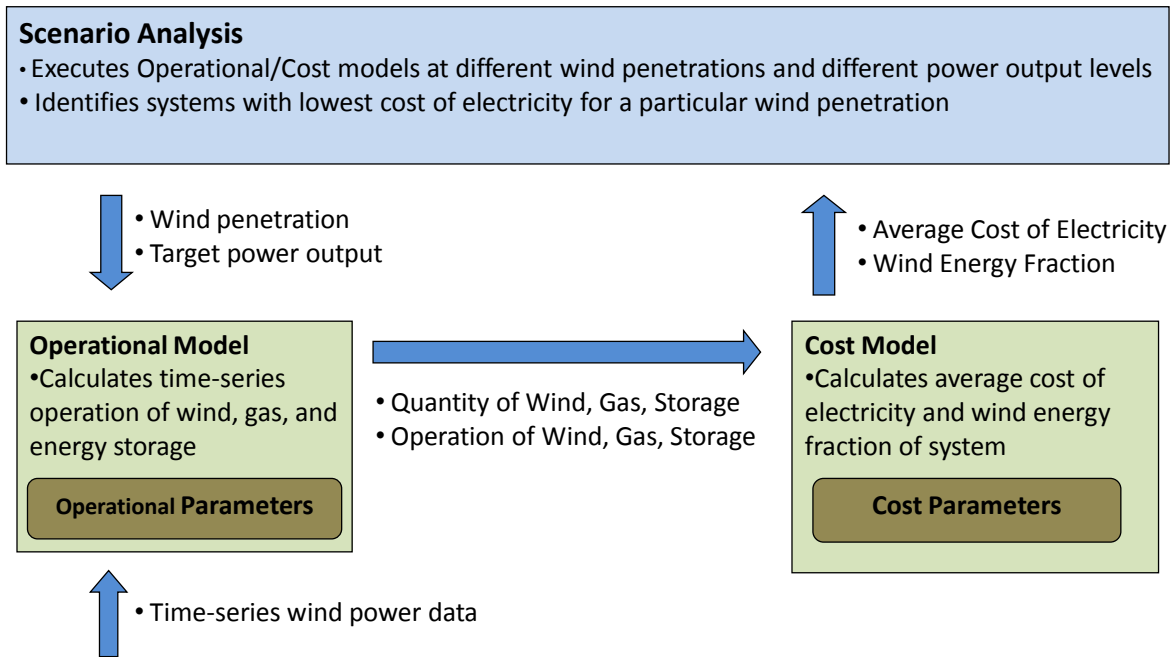 Scenario Analysis
• Executes Operational/Cost models at different wind penetrations and different power output levels
• Identifies systems with lowest cost of electricity for a particular wind penetration
• Wind penetration
• Target power output
• Average Cost of Electricity
• Wind Energy Fraction
Operational Model
•Calculates time-series
operation of wind, gas, and
energy storage
Operational Parameters
• Quantity of Wind, Gas, Storage
• Operation of Wind, Gas, Storage
Cost Model
•Calculates average cost of
electricity and wind energy
fraction of system
Cost Parameters
• Time-series wind power data